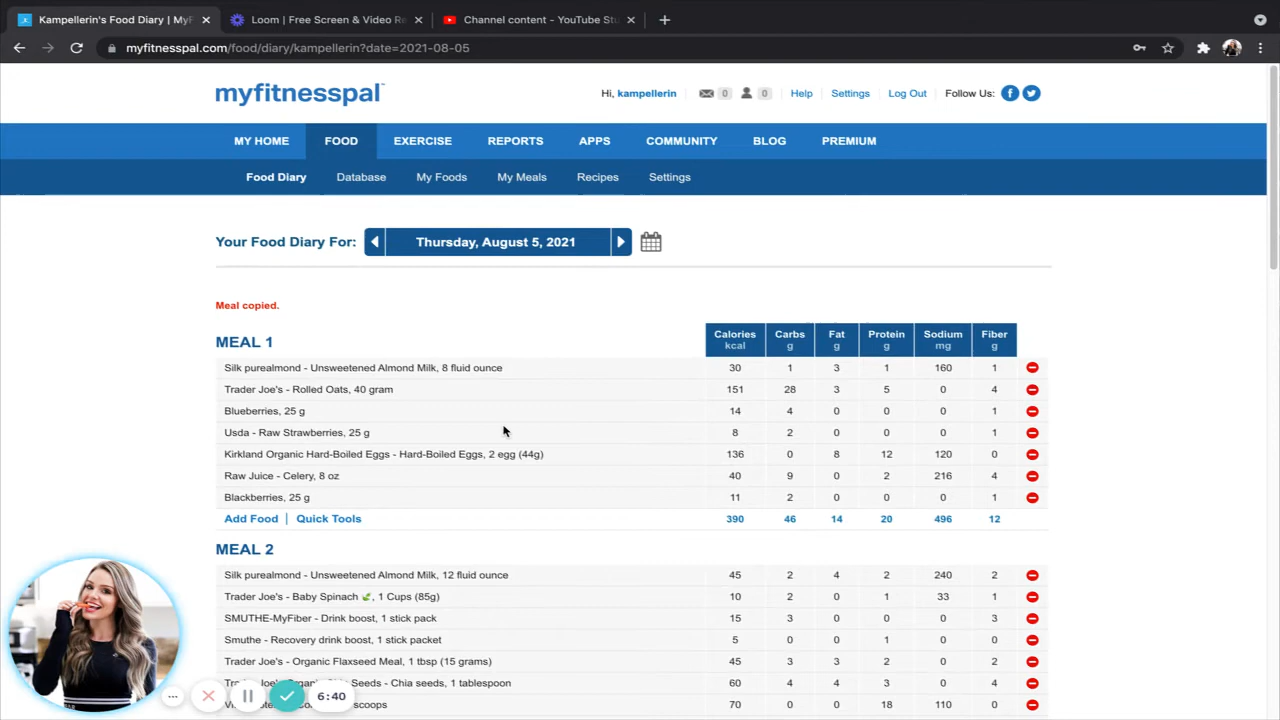 Kampellerin's Food Diary | MyF
Loom | Free Screen & Video Re
Channel content - YouTube Stu
myfitnesspal.com/food/diary/kampellerin?date=2021-08-05
myfitnesspal
Hi, kampellerin 0 0 Help Settings Log Out Follow Us:
MY HOME FOOD EXERCISE REPORTS APPS COMMUNITY BLOG PREMIUM
Food Diary Database My Foods My Meals Recipes Settings
Your Food Diary For: Thursday, August 5, 2021
Meal copied.
MEAL 1 Calories kcal Carbs g Fat g Protein g Sodium mg Fiber g
Silk purealmond - Unsweetened Almond Milk, 8 fluid ounce 30 1 3 1 160 1
Trader Joe's - Rolled Oats, 40 gram 151 28 3 5 0 4
Blueberries, 25 g 14 4 0 0 0 1
Usda - Raw Strawberries, 25 g 8 2 0 0 0 1
Kirkland Organic Hard-Boiled Eggs - Hard-Boiled Eggs, 2 egg (44g) 136 0 8 12 120 0
Raw Juice - Celery, 8 oz 40 9 0 2 216 4
Blackberries, 25 g 11 2 0 0 0 1
Add Food | Quick Tools 390 46 14 20 496 12
MEAL 2
Silk purealmond - Unsweetened Almond Milk, 12 fluid ounce 45 2 4 2 240 2
Trader Joe's - Baby Spinach 🍃, 1 Cups (85g) 10 2 0 1 33 1
SMUTHE-MyFiber - Drink boost, 1 stick pack 15 3 0 0 0 3
Smuthe - Recovery drink boost, 1 stick packet 5 0 0 1 0 0
Trader Joe's - Organic Flaxseed Meal, 1 tbsp (15 grams) 45 3 3 2 0 2
Seeds - Chia seeds, 1 tablespoon 60 4 4 3 0 4
scoops 70 0 0 18 110 0
6:40